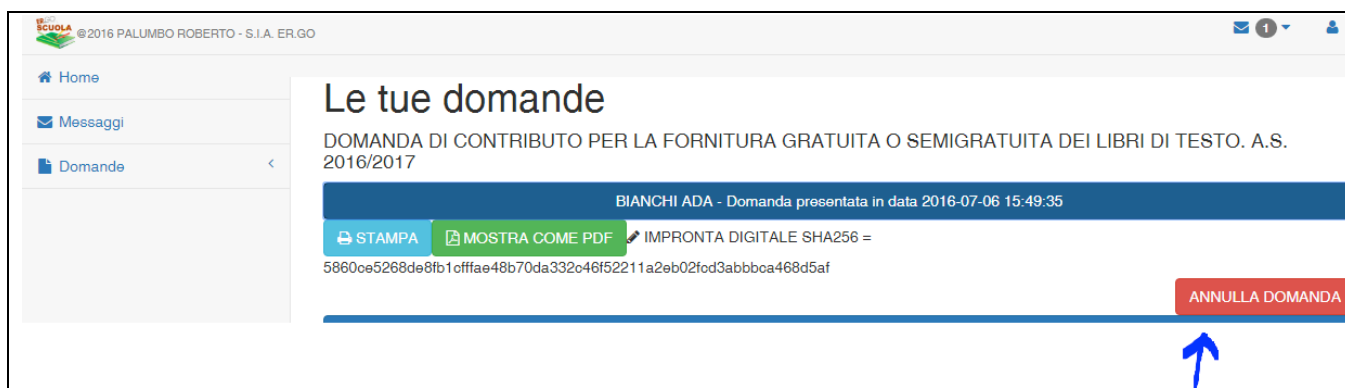 ER.GO
SCUOLA
@2016 PALUMBO ROBERTO - S.I.A. ER.GO
1
Home
Messaggi
Domande
Le tue domande
DOMANDA DI CONTRIBUTO PER LA FORNITURA GRATUITA O SEMIGRATUITA DEI LIBRI DI TESTO. A.S.
2016/2017
BIANCHI ADA - Domanda presentata in data 2016-07-06 15:49:35
STAMPA MOSTRA COME PDF IMPRONTA DIGITALE SHA256 =
5860ce5268de8fb1cfffae48b70da332c46f52211a2eb02fcd3abbbca468d5af
ANNULLA DOMANDA